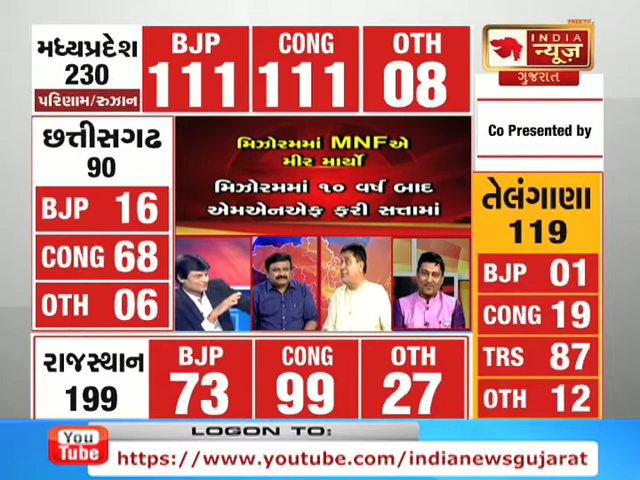 FREETV
મધ્યપ્રદેશ
230
પરિણામ/રુઝાન
BJP
111
CONG
111
OTH
08
INDIA
ન્યૂઝ
ગુજરાત
Co Presented by
છત્તીસગઢ
90
BJP 16
CONG 68
OTH 06
મિઝોરમમાં MNFએ
મીર માર્યો
મિઝોરમમાં ૧૦ વર્ષ બાદ
એમએનએફ ફરી સત્તામાં
તેલંગાણા
119
BJP 01
CONG 19
TRS 87
OTH 12
રાજસ્થાન
199
BJP
73
CONG
99
OTH
27
You
Tube
LOGON TO:
https://www.youtube.com/indianewsgujarat